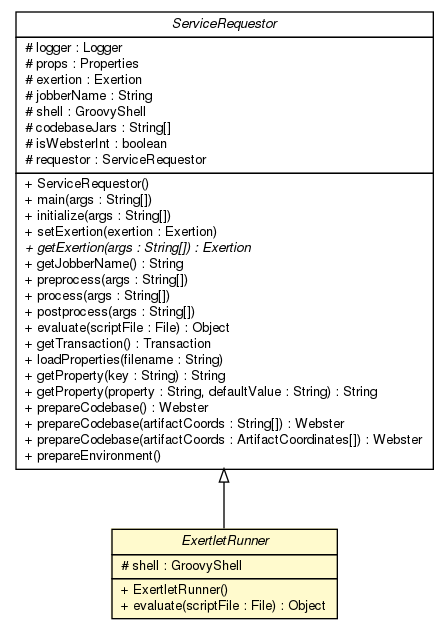 ServiceRequestor
# logger : Logger
# props : Properties
# exertion : Exertion
# jobberName : String
# shell : GroovyShell
# codebaseJars : String[]
# isWebsterInt : boolean
# requestor : ServiceRequestor
+ ServiceRequestor()
+ main(args : String[])
+ initialize(args : String[])
+ setExertion(exertion : Exertion)
+ getExertion(args : String[]) : Exertion
+ getJobberName() : String
+ preprocess(args : String[])
+ process(args : String[])
+ postprocess(args : String[])
+ evaluate(scriptFile : File) : Object
+ getTransaction() : Transaction
+ loadProperties(filename : String)
+ getProperty(key : String) : String
+ getProperty(property : String, defaultValue : String) : String
+ prepareCodebase() : Webster
+ prepareCodebase(artifactCoords : String[]) : Webster
+ prepareCodebase(artifactCoords : ArtifactCoordinates[]) : Webster
+ prepareEnvironment()
ExertletRunner
# shell : GroovyShell
+ ExertletRunner()
+ evaluate(scriptFile : File) : Object